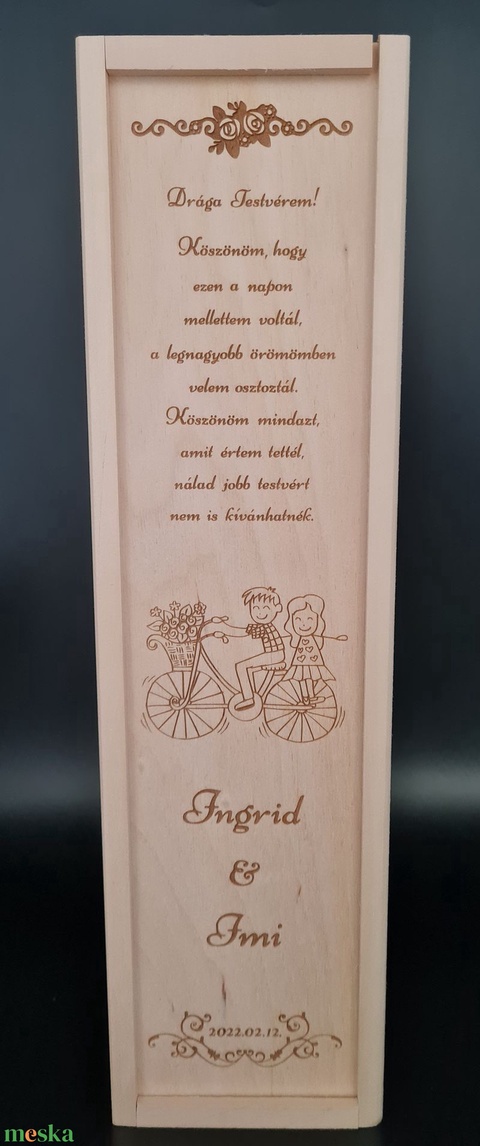 Drága Testvérem!
Köszönöm, hogy
ezen a napon
mellettem voltál,
a legnagyobb örömömben
velem osztoztál.
Köszönöm mindazt,
amit értem tettél,
nálad jobb testvért
nem is kívánhatnék.
Ingrid
&
Imi
2022.02.12.
meska